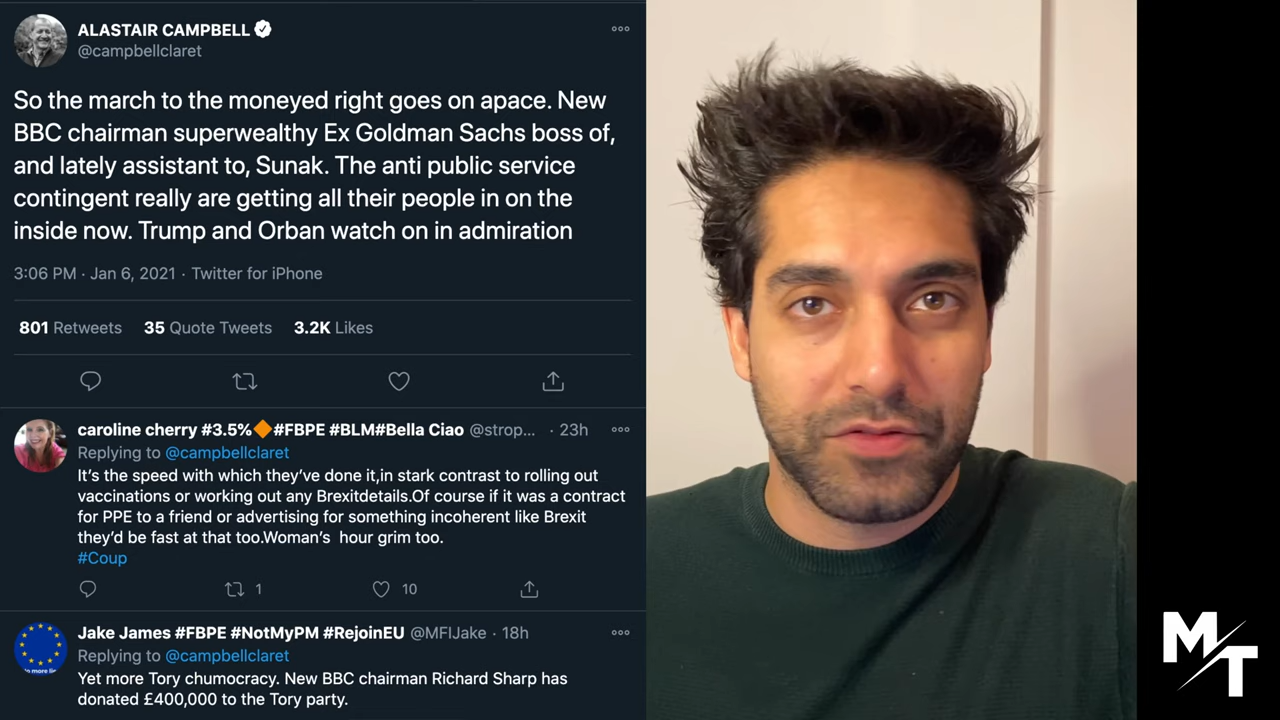 ALASTAIR CAMPBELL
@campbellclaret
So the march to the moneyed right goes on apace. New
BBC chairman superwealthy Ex Goldman Sachs boss of,
and lately assistant to, Sunak. The anti public service
contingent really are getting all their people in on the
inside now. Trump and Orban watch on in admiration
3:06 PM · Jan 6, 2021 · Twitter for iPhone
801 Retweets 35 Quote Tweets 3.2K Likes
caroline cherry #3.5%🔶#FBPE #BLM#Bella Ciao @strop... · 23h
Replying to @campbellclaret
It's the speed with which they've done it,in stark contrast to rolling out
vaccinations or working out any Brexitdetails.Of course if it was a contract
for PPE to a friend or advertising for something incoherent like Brexit
they'd be fast at that too.Woman's hour grim too.
#Coup
1 10
Jake James #FBPE #NotMyPM #RejoinEU @MFIJake · 18h
Replying to @campbellclaret
Yet more Tory chumocracy. New BBC chairman Richard Sharp has
donated £400,000 to the Tory party.
M/T